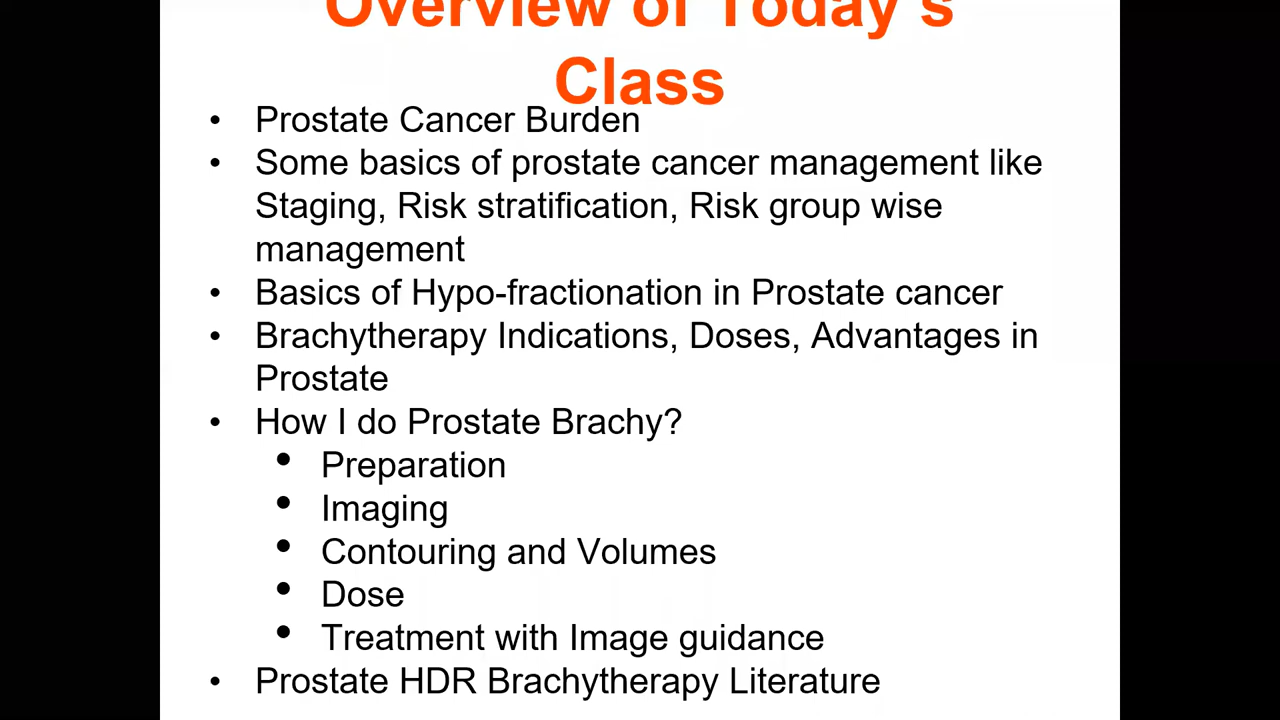 Overview of Today's
Class
• Prostate Cancer Burden
• Some basics of prostate cancer management like
Staging, Risk stratification, Risk group wise
management
• Basics of Hypo-fractionation in Prostate cancer
• Brachytherapy Indications, Doses, Advantages in
Prostate
• How I do Prostate Brachy?
• Preparation
• Imaging
• Contouring and Volumes
• Dose
• Treatment with Image guidance
• Prostate HDR Brachytherapy Literature